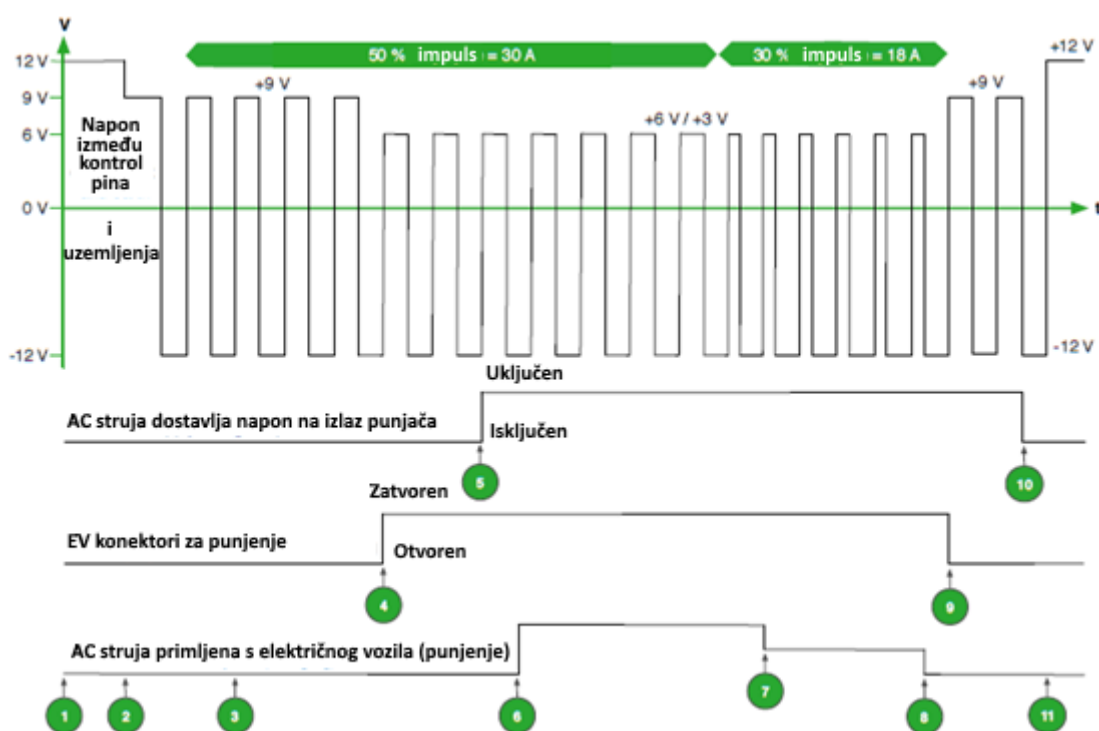 V
50 % impuls = 30 A
30 % impuls = 18 A
+12 V
12 V
9 V
+9 V
+9 V
6 V
+6 V / +3 V
Napon
između
kontrol
pina
0 V
t
i
uzemljenja
-12 V
-12 V
Uključen
AC struja dostavlja napon na izlaz punjača
Isključen
5
10
Zatvoren
EV konektori za punjenje
Otvoren
4
9
AC struja primljena s električnog vozila (punjenje)
7
1
2
3
6
8
11